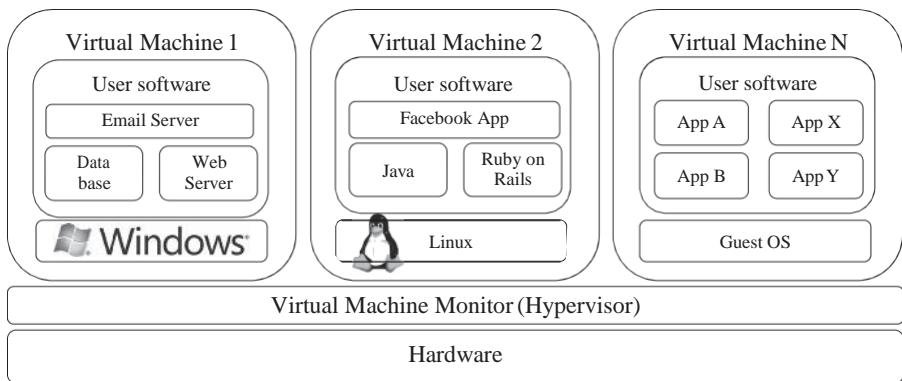 Virtual Machine 1
User software
Email Server
Data
base
Web
Server
Windows
Virtual Machine 2
User software
Facebook App
Java
Ruby on
Rails
Linux
Virtual Machine N
User software
App A
App X
App B
App Y
Guest OS
Virtual Machine Monitor (Hypervisor)
Hardware